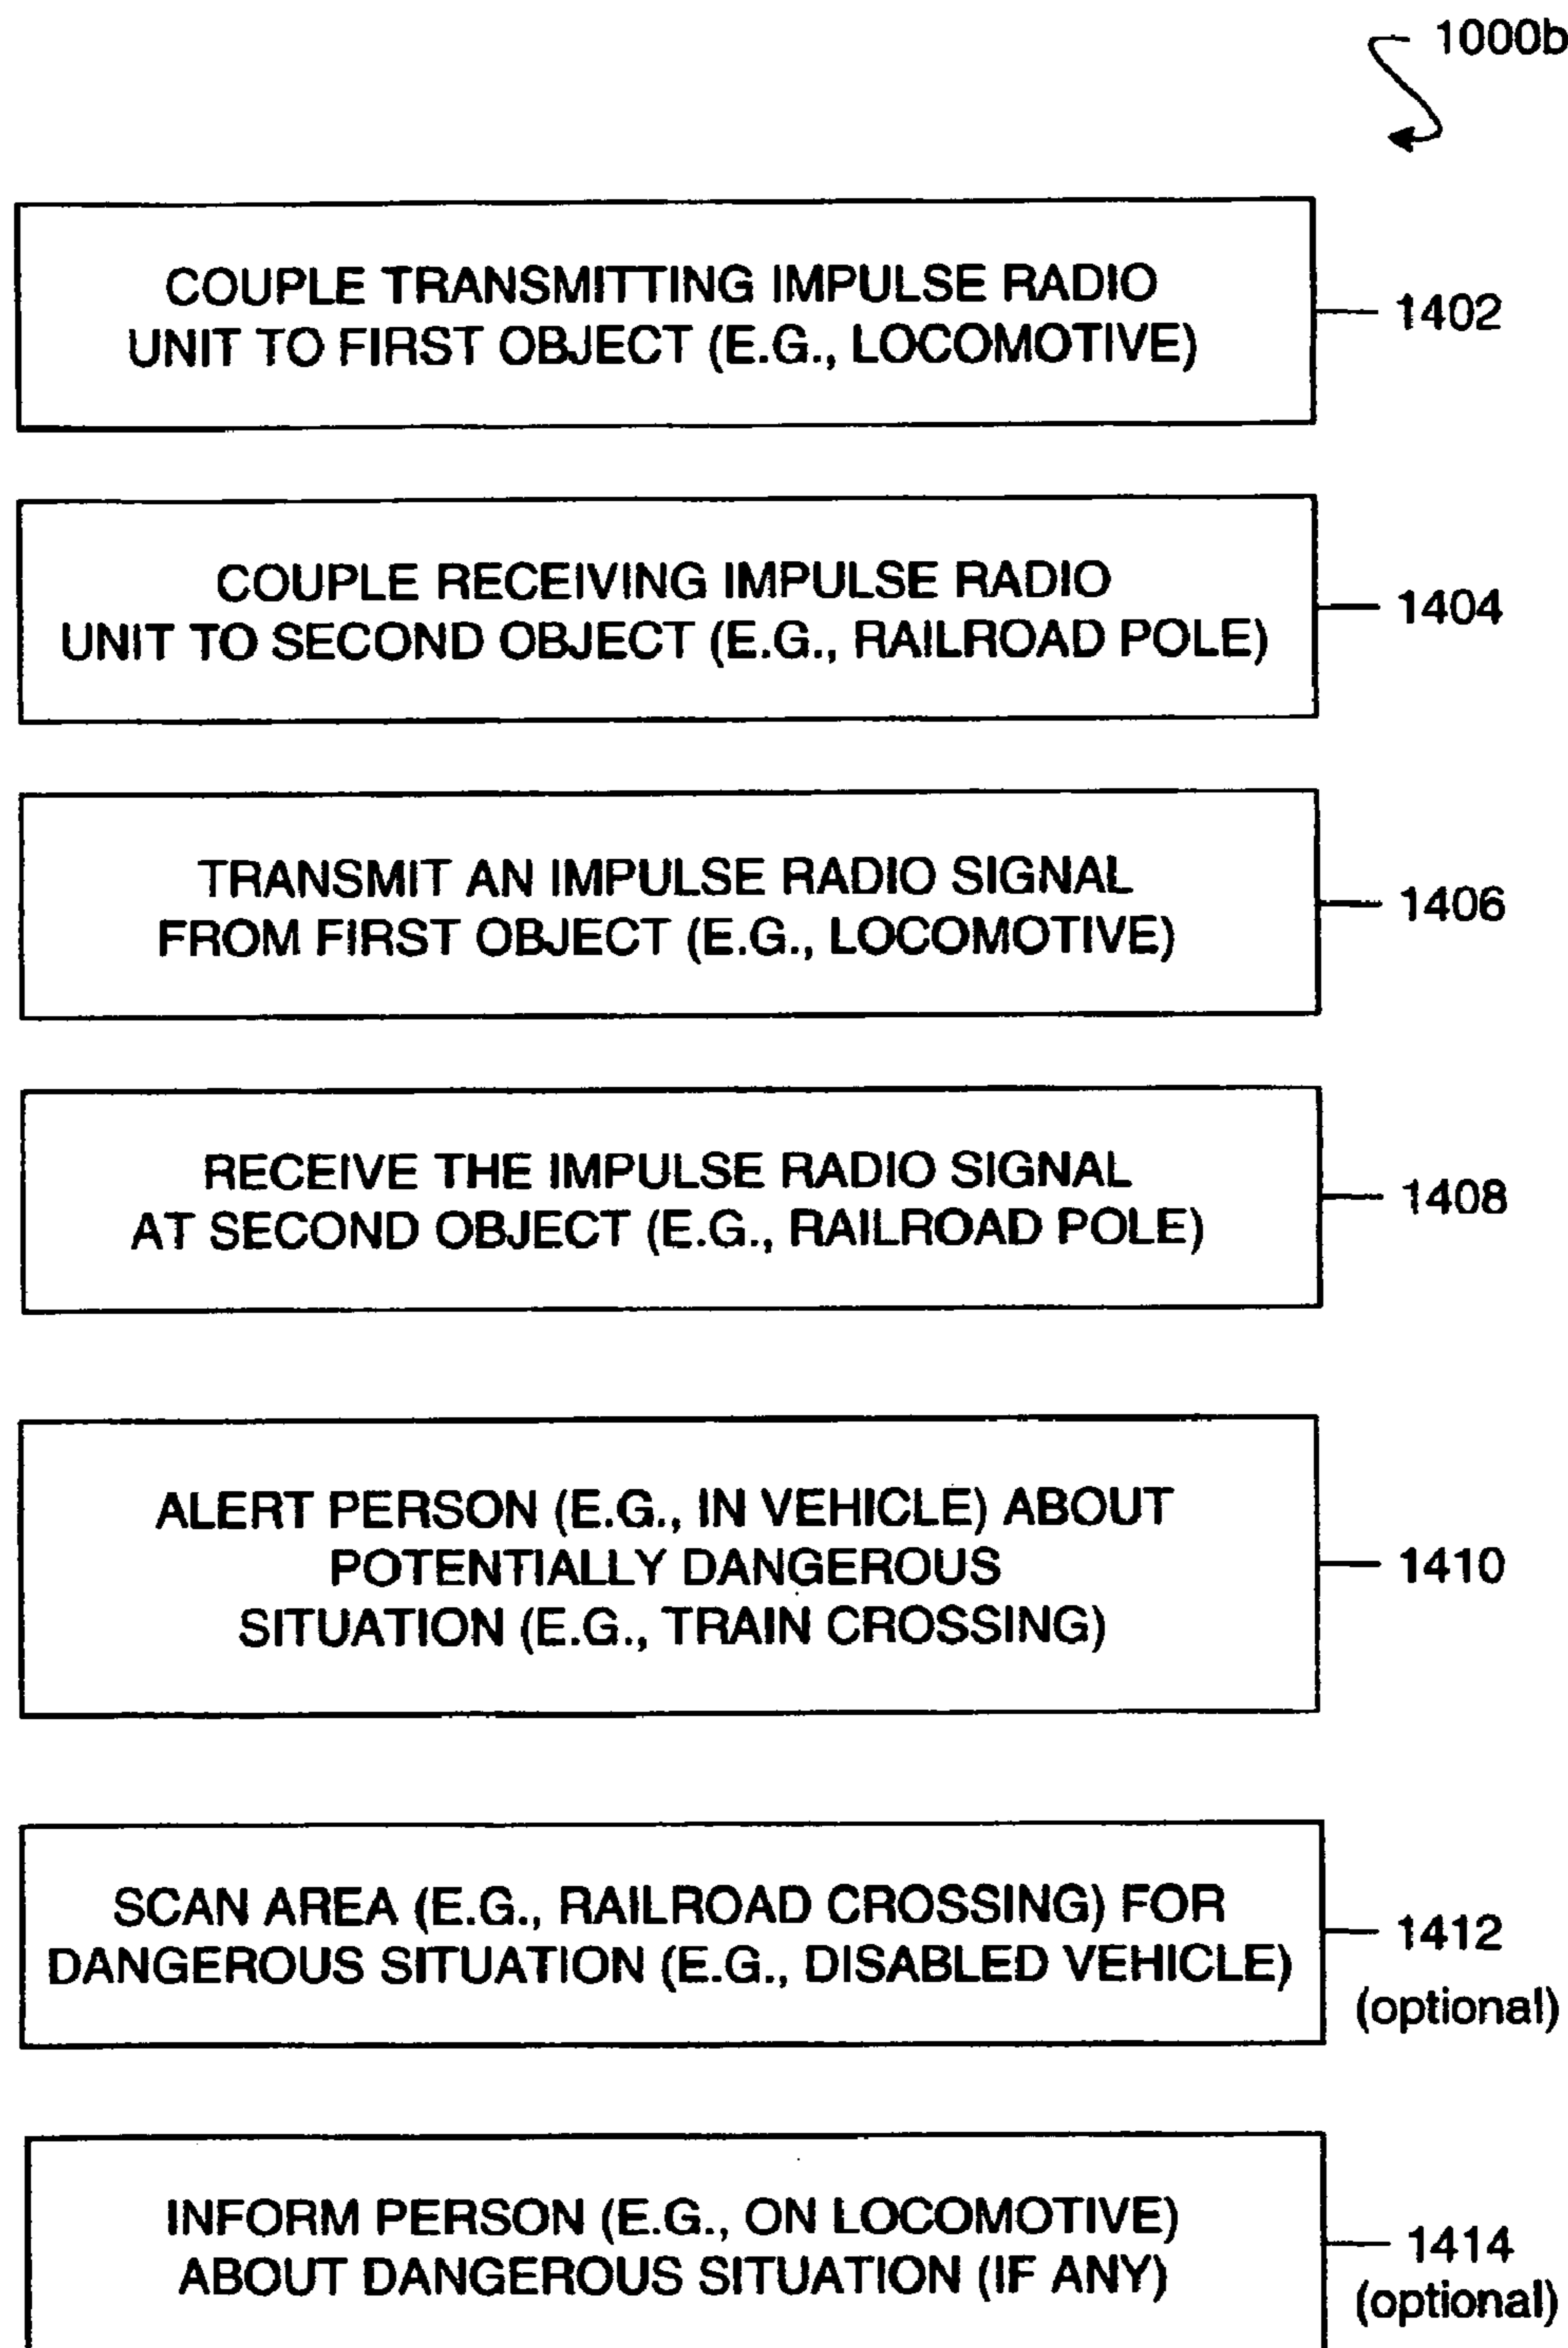 1000b
COUPLE TRANSMITTING IMPULSE RADIO
UNIT TO FIRST OBJECT (E.G., LOCOMOTIVE)
1402
COUPLE RECEIVING IMPULSE RADIO
UNIT TO SECOND OBJECT (E.G., RAILROAD POLE)
1404
TRANSMIT AN IMPULSE RADIO SIGNAL
FROM FIRST OBJECT (E.G., LOCOMOTIVE)
1406
RECEIVE THE IMPULSE RADIO SIGNAL
AT SECOND OBJECT (E.G., RAILROAD POLE)
1408
ALERT PERSON (E.G., IN VEHICLE) ABOUT
POTENTIALLY DANGEROUS
SITUATION (E.G., TRAIN CROSSING)
1410
SCAN AREA (E.G., RAILROAD CROSSING) FOR
DANGEROUS SITUATION (E.G., DISABLED VEHICLE)
1412
(optional)
INFORM PERSON (E.G., ON LOCOMOTIVE)
ABOUT DANGEROUS SITUATION (IF ANY)
1414
(optional)